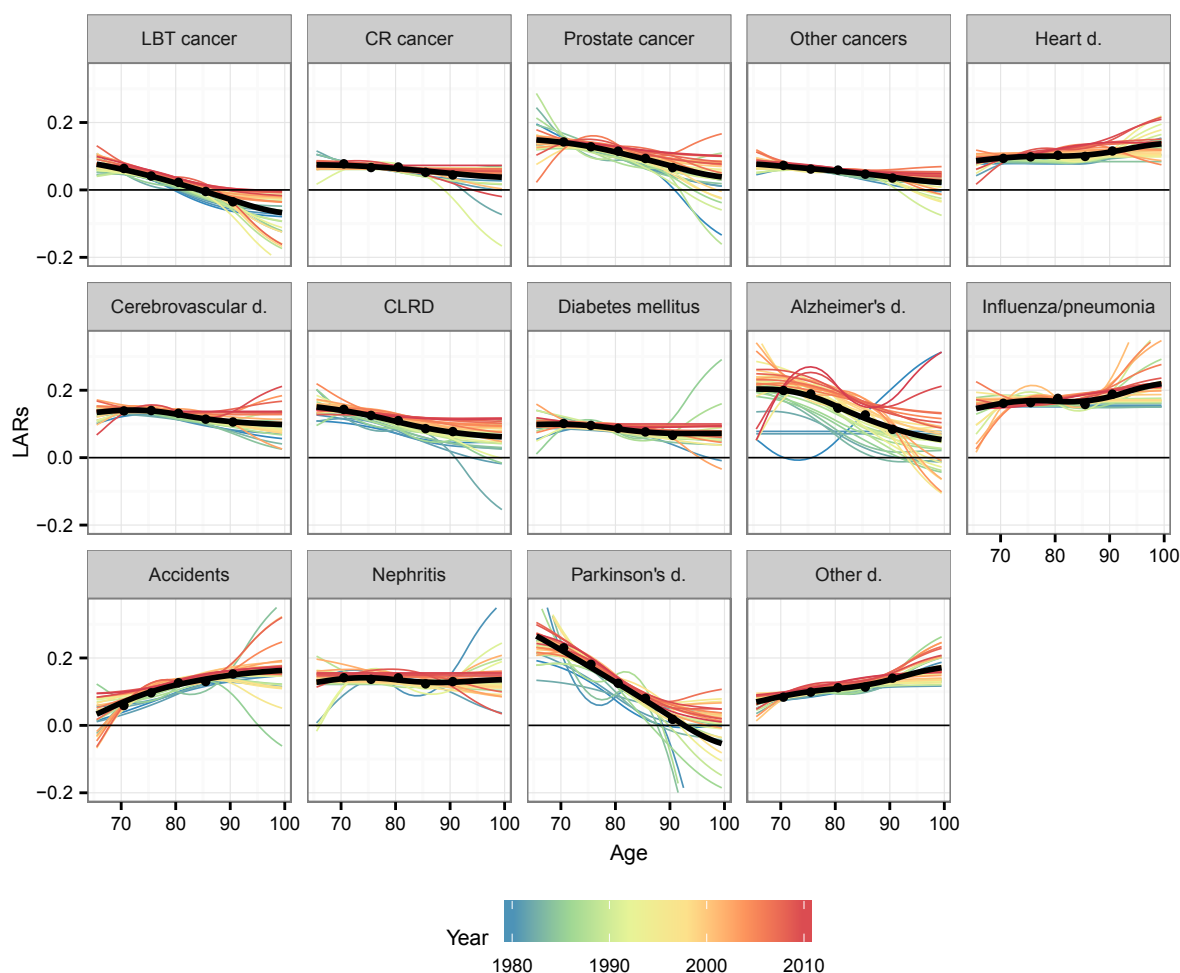 LBT cancer CR cancer Prostate cancer Other cancers Heart d.
0.2
0.0
−0.2
Cerebrovascular d. CLRD Diabetes mellitus Alzheimer's d. Influenza/pneumonia
0.2
0.0
−0.2
LARs
70 80 90 100
Accidents Nephritis Parkinson's d. Other d.
0.2
0.0
−0.2
70 80 90 100 70 80 90 100 70 80 90 100 70 80 90 100
Age
Year
1980 1990 2000 2010